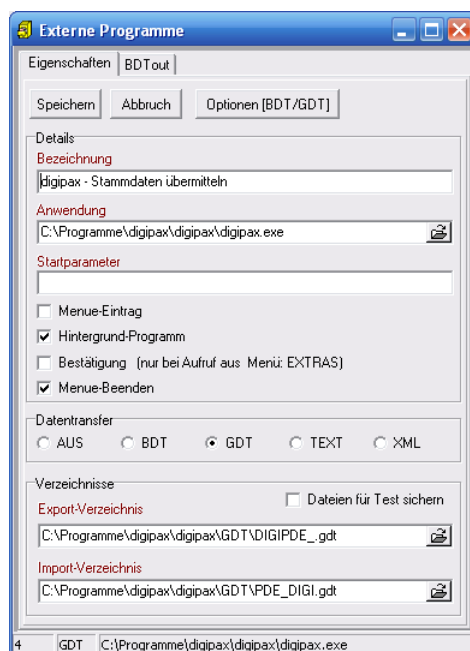 Externe Programme
Eigenschaften BDTout
Speichern Abbruch Optionen [BDT/GDT]
Details
Bezeichnung
digipax - Stammdaten übermitteln
Anwendung
C:\Programme\digipax\digipax\digipax.exe
Startparameter
Menue-Eintrag
Hintergrund-Programm
Bestätigung (nur bei Aufruf aus Menü: EXTRAS)
Menue-Beenden
Datentransfer
AUS BDT GDT TEXT XML
Verzeichnisse
Dateien für Test sichern
Export-Verzeichnis
C:\Programme\digipax\digipax\GDT\DIGIPDE_.gdt
Import-Verzeichnis
C:\Programme\digipax\digipax\GDT\PDE_DIGI.gdt
4 GDT C:\Programme\digipax\digipax\digipax.exe